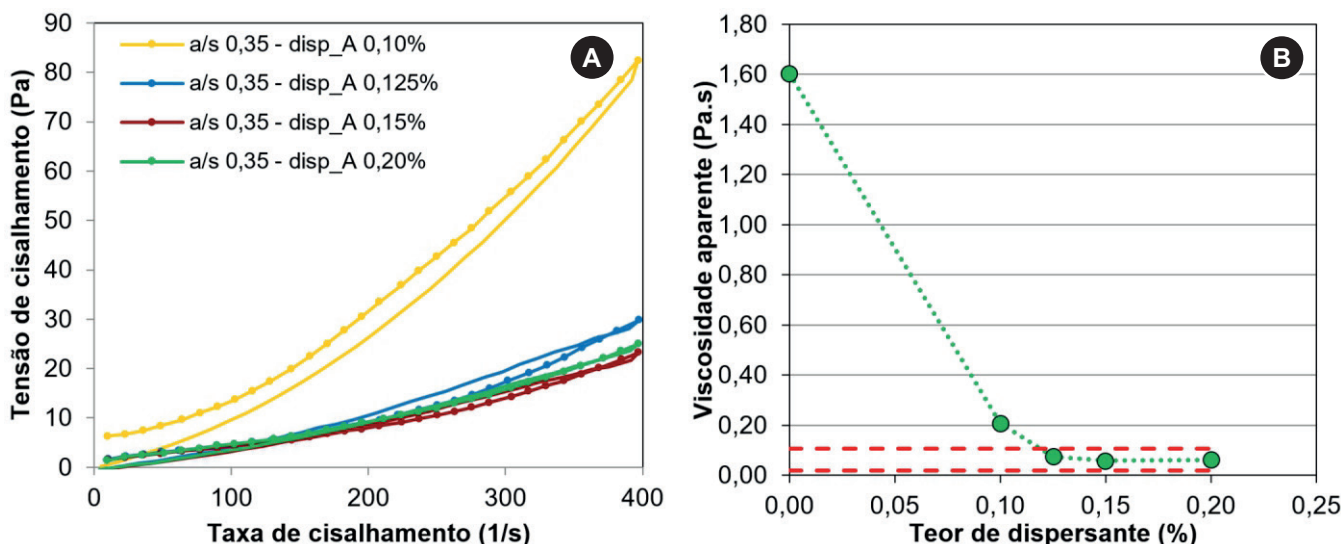 90
80
70
60
50
40
30
20
10
0
Tensão de cisalhamento (Pa)
a/s 0,35 - disp_A 0,10%
a/s 0,35 - disp_A 0,125%
a/s 0,35 - disp_A 0,15%
a/s 0,35 - disp_A 0,20%
A
0 100 200 300 400
Taxa de cisalhamento (1/s)
1,80
1,60
1,40
1,20
1,00
0,80
0,60
0,40
0,20
0,00
Viscosidade aparente (Pa.s)
B
0,00 0,05 0,10 0,15 0,20 0,25
Teor de dispersante (%)